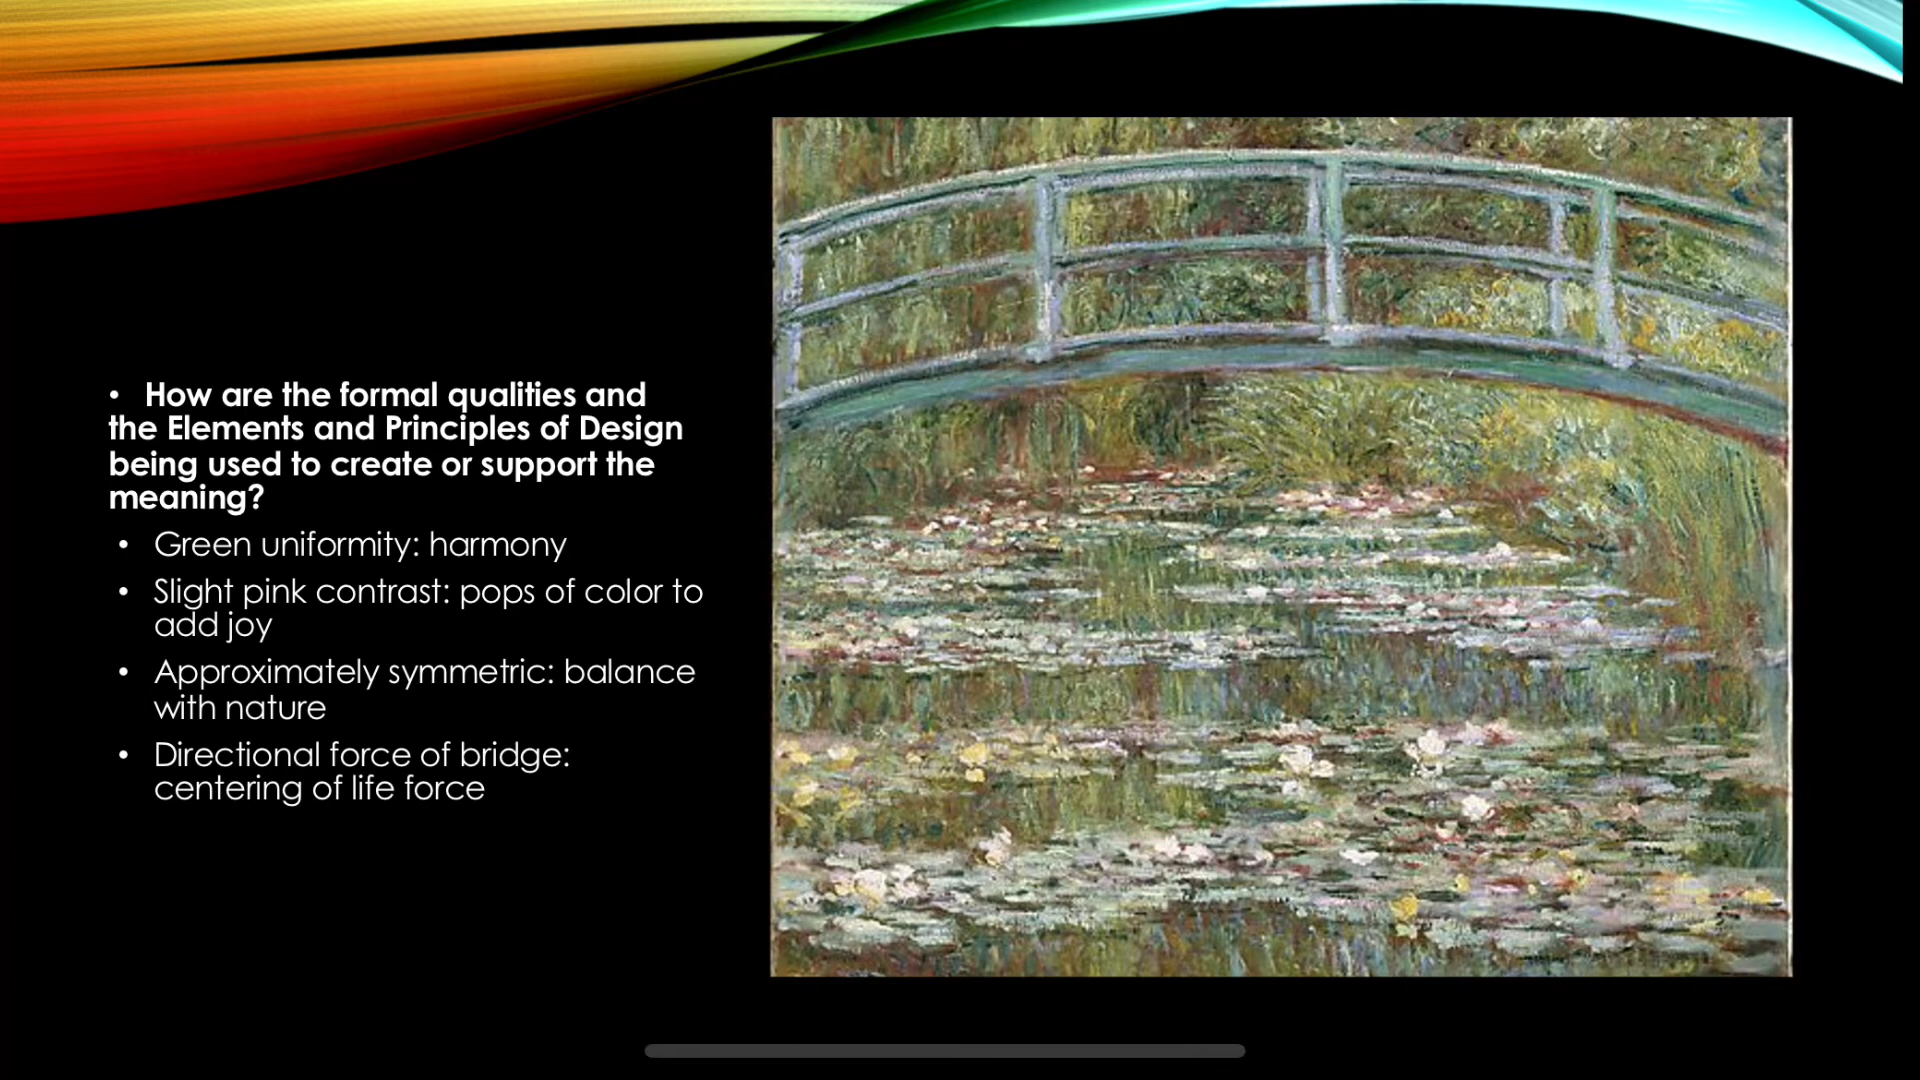 • How are the formal qualities and
the Elements and Principles of Design
being used to create or support the
meaning?
• Green uniformity: harmony
• Slight pink contrast: pops of color to
add joy
• Approximately symmetric: balance
with nature
• Directional force of bridge:
centering of life force